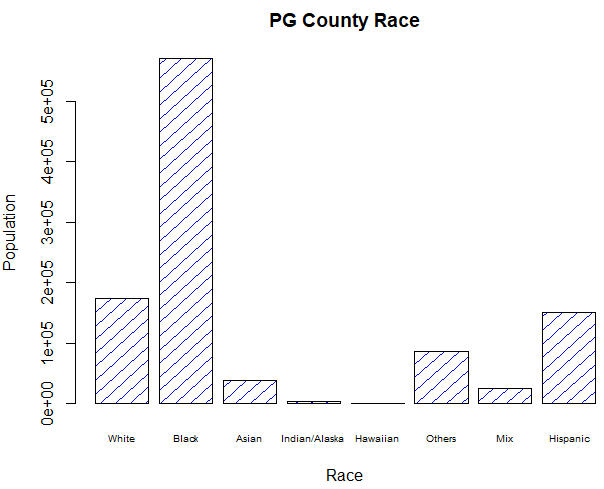 PG County Race
Population
5e+05
4e+05
3e+05
2e+05
1e+05
0e+00
White Black Asian Indian/Alaska Hawaiian Others Mix Hispanic
Race